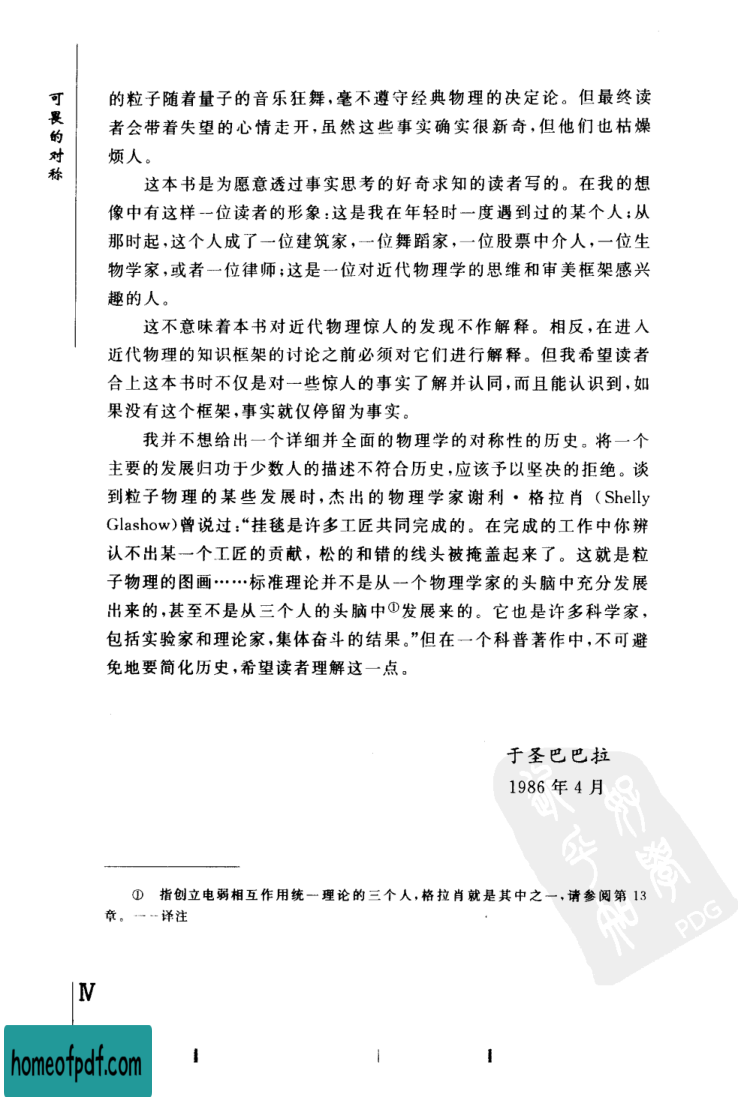 可畏的对称
的粒子随着量子的音乐狂舞,毫不遵守经典物理的决定论。但最终读
者会带着失望的心情走开,虽然这些事实确实很新奇,但他们也枯燥
烦人。
这本书是为愿意透过事实思考的好奇求知的读者写的。在我的想
像中有这样一位读者的形象:这是我在年轻时一度遇到过的某个人;从
那时起,这个人成了一位建筑家,一位舞蹈家,一位股票中介人,一位生
物学家,或者一位律师;这是一位对近代物理学的思维和审美框架感兴
趣的人。
这不意味着本书对近代物理惊人的发现不作解释。相反,在进入
近代物理的知识框架的讨论之前必须对它们进行解释。但我希望读者
合上这本书时不仅是对一些惊人的事实了解并认同,而且能认识到,如
果没有这个框架,事实就仅停留为事实。
我并不想给出一个详细并全面的物理学的对称性的历史。将一个
主要的发展归功于少数人的描述不符合历史,应该予以坚决的拒绝。谈
到粒子物理的某些发展时,杰出的物理学家谢利·格拉肖(Shelly
Glashow)曾说过:“挂毯是许多工匠共同完成的。在完成的工作中你辨
认不出某一个工匠的贡献,松的和错的线头被掩盖起来了。这就是粒
子物理的图画……标准理论并不是从一个物理学家的头脑中充分发展
出来的,甚至不是从三个人的头脑中①发展来的。它也是许多科学家,
包括实验家和理论家,集体奋斗的结果。”但在一个科普著作中,不可避
免地要简化历史,希望读者理解这一点。
于圣巴巴拉
1986年4月
① 指创立电弱相互作用统一理论的三个人,格拉肖就是其中之一,请参阅第13
章。——译注
PDG
Ⅳ
homeofpdf.com